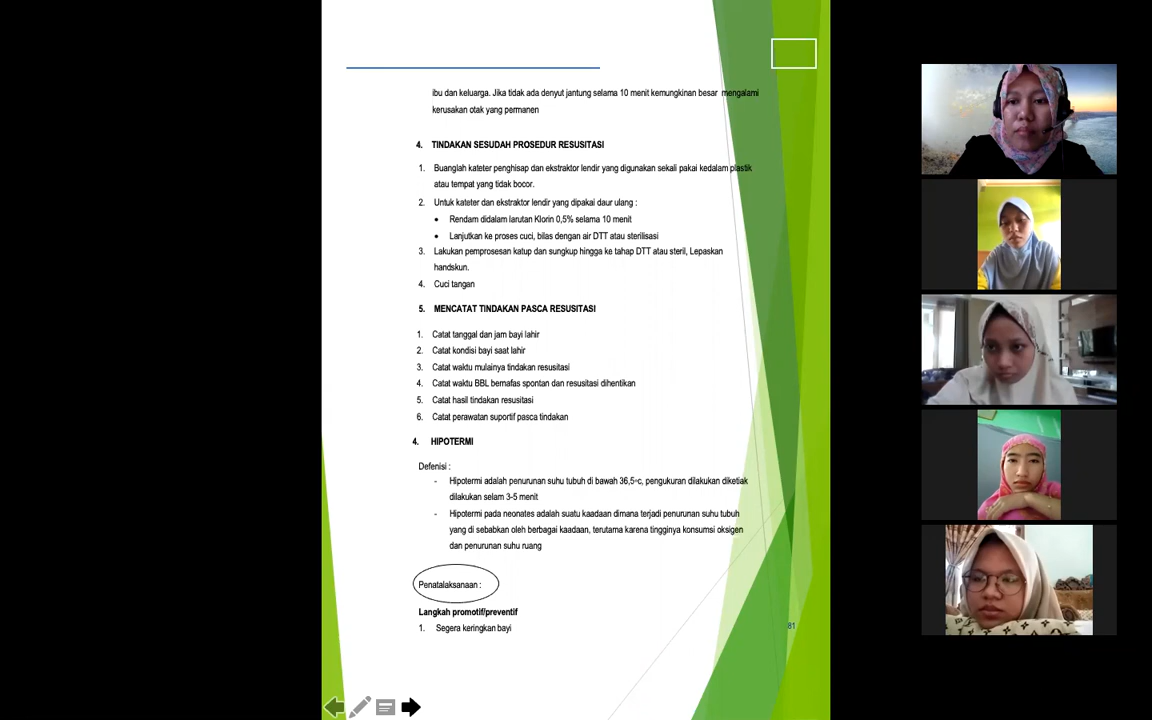 ibu dan keluarga. Jika tidak ada denyut jantung selama 10 menit kemungkinan besar mengalami
kerusakan otak yang permanen
4. TINDAKAN SESUDAH PROSEDUR RESUSITASI
1. Buanglah kateter penghisap dan ekstraktor lendir yang digunakan sekali pakai kedalam plastik
atau tempat yang tidak bocor.
2. Untuk kateter dan ekstraktor lendir yang dipakai daur ulang :
• Rendam didalam larutan Klorin 0,5% selama 10 menit
• Lanjutkan ke proses cuci, bilas dengan air DTT atau sterilisasi
3. Lakukan pemprosesan katup dan sungkup hingga ke tahap DTT atau steril, Lepaskan
handskun.
4. Cuci tangan
5. MENCATAT TINDAKAN PASCA RESUSITASI
1. Catat tanggal dan jam bayi lahir
2. Catat kondisi bayi saat lahir
3. Catat waktu mulainya tindakan resusitasi
4. Catat waktu BBL bernafas spontan dan resusitasi dihentikan
5. Catat hasil tindakan resusitasi
6. Catat perawatan suportif pasca tindakan
4. HIPOTERMI
Defenisi :
- Hipotermi adalah penurunan suhu tubuh di bawah 36,5◦c, pengukuran dilakukan diketiak
dilakukan selam 3-5 menit
- Hipotermi pada neonates adalah suatu kaadaan dimana terjadi penurunan suhu tubuh
yang di sebabkan oleh berbagai kaadaan, terutama karena tingginya konsumsi oksigen
dan penurunan suhu ruang
Penatalaksanaan :
Langkah promotif/preventif
1. Segera keringkan bayi
81